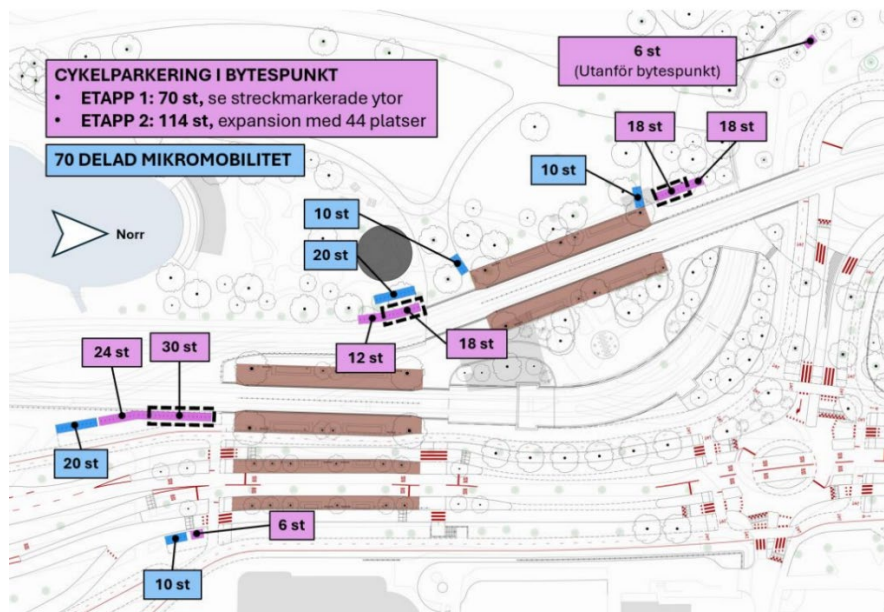 6 st
(Utanför bytespunkt)
CYKELPARKERING I BYTESPUNKT
• ETAPP 1: 70 st, se streckmarkerade ytor
• ETAPP 2: 114 st, expansion med 44 platser
18 st
18 st
70 DELAD MIKROMOBILITET
10 st
10 st
Norr
20 st
24 st
30 st
12 st
18 st
20 st
6 st
10 st